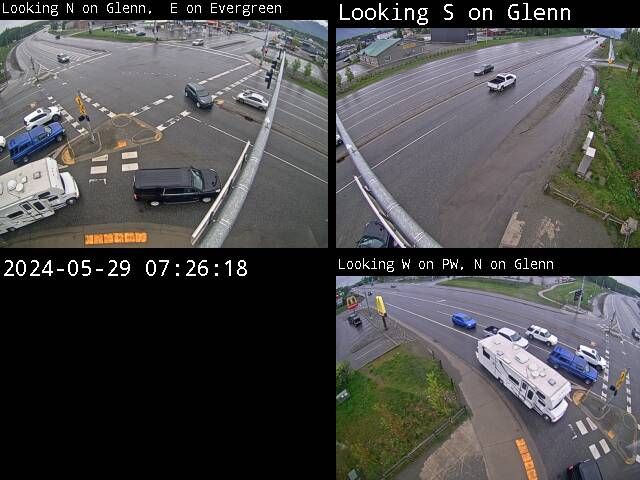 Looking N on Glenn,  E on Evergreen
Looking S on Glenn
2024-05-29 07:26:18
Looking W on PW, N on Glenn